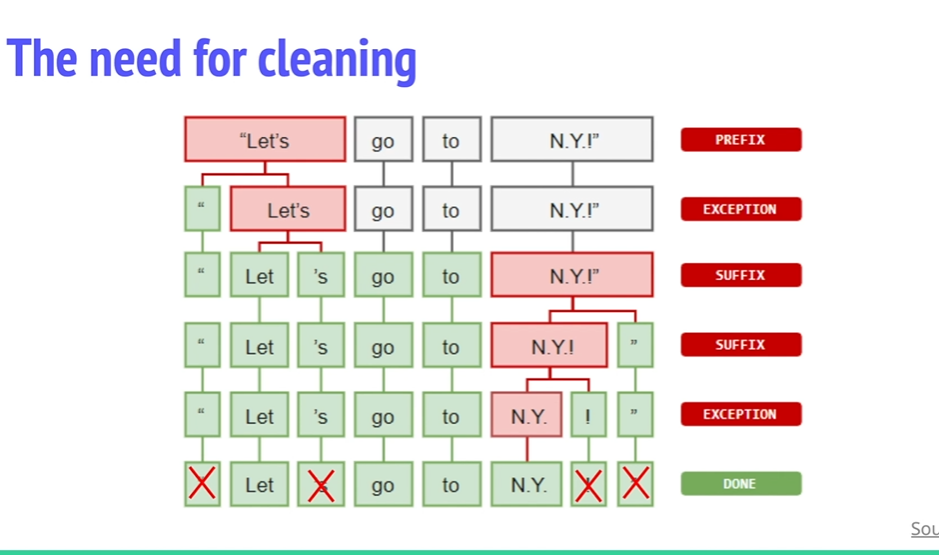 The need for cleaning
“Let’s go to N.Y.!” PREFIX
“ Let’s go to N.Y.!” EXCEPTION
“ Let ’s go to N.Y.!” SUFFIX
“ Let ’s go to N.Y.! ” SUFFIX
“ Let ’s go to N.Y. ! ” EXCEPTION
“ Let ’s go to N.Y. ! ” DONE
Sou